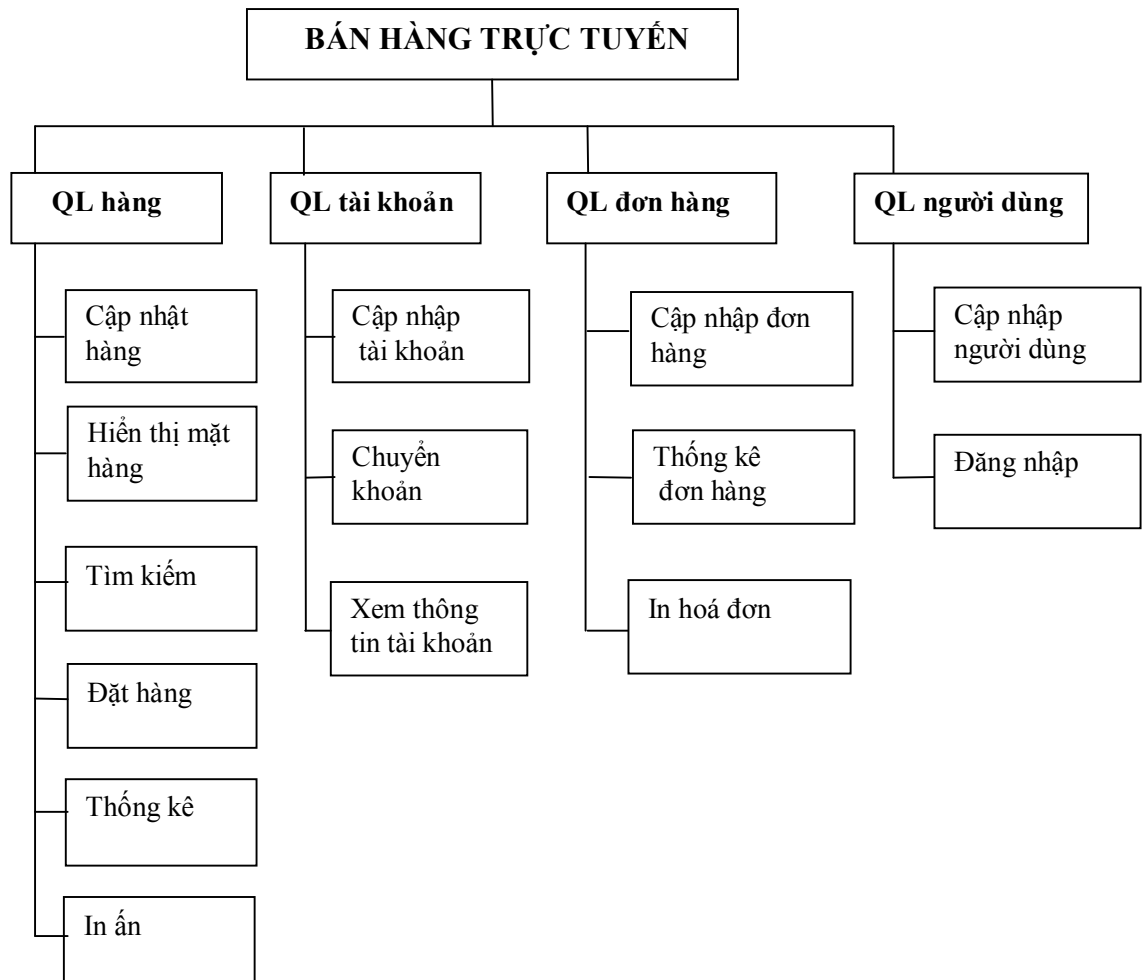 BÁN HÀNG TRỰC TUYẾN
QL hàng
QL tài khoản
QL đơn hàng
QL người dùng
Cập nhật
hàng
Hiển thị mặt
hàng
Tìm kiếm
Đặt hàng
Thống kê
In ấn
Cập nhập
tài khoản
Chuyển
khoản
Xem thông
tin tài khoản
Cập nhập đơn
hàng
Thống kê
đơn hàng
In hoá đơn
Cập nhập
người dùng
Đăng nhập